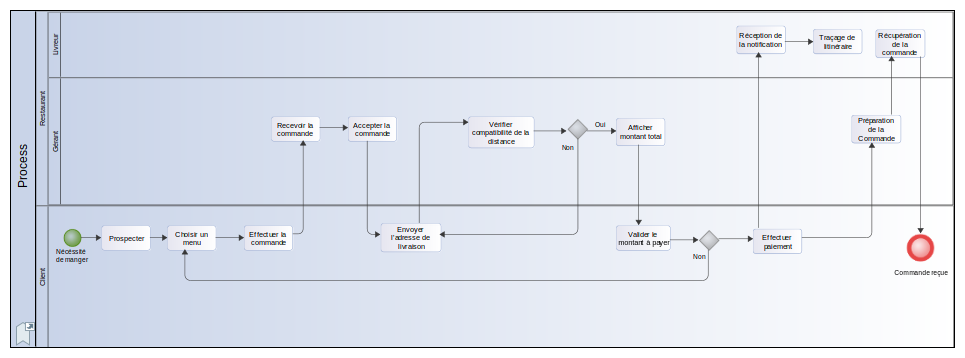 Process
Restaurant
Livreur
Gérant
Client
Réception de
la notification
Traçage de
litinéraire
Récupération
de la
commande
Recevoir la
commande
Accepter la
commande
Vérifier
compatibilité de la
distance
Oui
Non
Afficher
montant total
Préparation
de la
Commande
Nécessité
de manger
Prospecter
Choisir un
menu
Effectuer la
commande
Envoyer
l'adresse de
livraison
Valider le
montant à payer
Non
Effectuer
paiement
Commande reçue